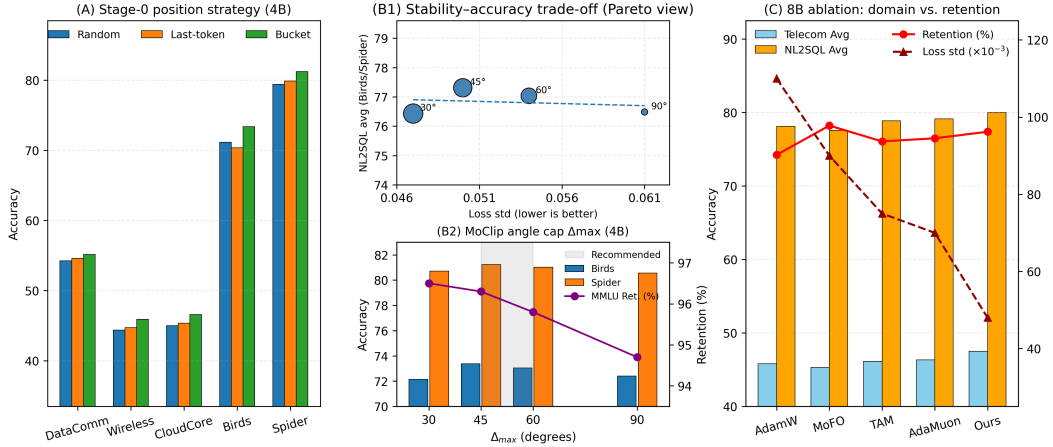 (A) Stage-0 position strategy (4B)
Random
Last-token
Bucket
Accuracy
80
70
60
50
40
DataComm
Wireless
CloudCore
Birds
Spider
(B1) Stability–accuracy trade-off (Pareto view)
NL2SQL avg (Birds/Spider)
79
78
77
76
75
74
30°
45°
60°
90°
0.046
0.051
0.056
0.061
Loss std (lower is better)
(B2) MoClip angle cap Δmax (4B)
Accuracy
82
80
78
76
74
72
70
Recommended
Birds
Spider
MMLU Ret. (%)
97
96
95
94
Retention (%)
30
45
60
90
Δmax (degrees)
(C) 8B ablation: domain vs. retention
Telecom Avg
NL2SQL Avg
Retention (%)
Loss std (×10⁻³)
Accuracy
90
80
70
60
50
40
120
100
80
60
40
AdamW
MoFO
TAM
AdaMuon
Ours